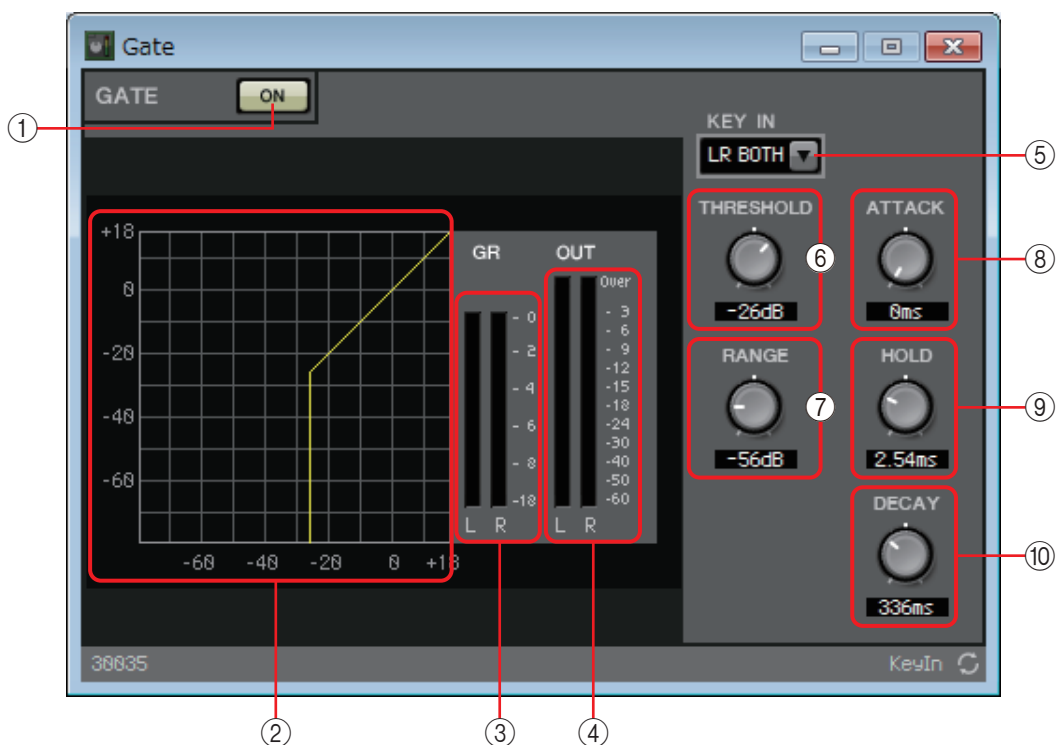 Gate
GATE ON
① 
KEY IN
LR BOTH ⑤
THRESHOLD ATTACK
⑥ ⑧
-26dB 0ms
RANGE HOLD
⑦ ⑨
-56dB 2.54ms
DECAY
⑩
336ms
+18
0
-20
-40
-60
-60 -40 -20 0 +18
GR
0
2
4
6
8
-18
L R
OUT
Over
- 3
- 6
- 9
-12
-15
-18
-24
-30
-40
-50
-60
L R
30035 KeyIn
② ③ ④